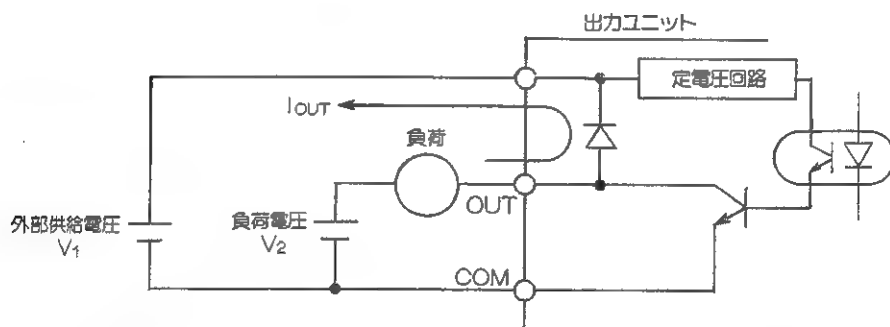 出力ユニット
定電圧回路
IOUT
負荷
OUT
外部供給電圧
V1
負荷電圧
V2
COM